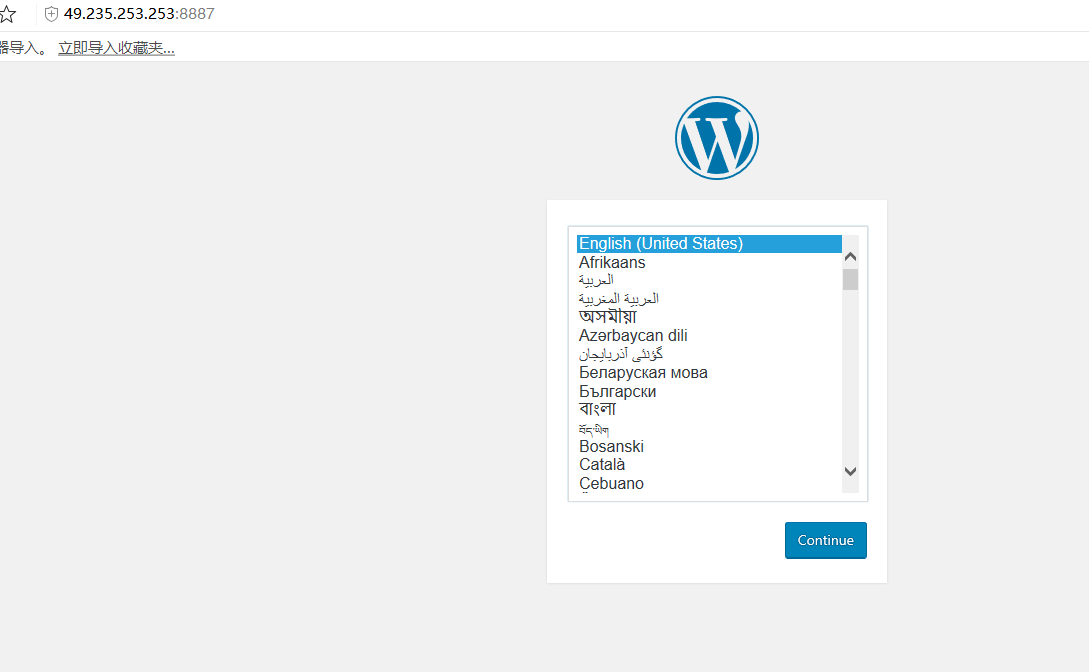 49.235.253.253:8887
器导入。 立即导入收藏夹...
English (United States)
Afrikaans
العربية
العربية المغربية
অসমীয়া
Azərbaycan dili
گؤنئی آذربایجان
Беларуская мова
Български
বাংলা
བོད་ཡིག
Bosanski
Català
Cebuano
Continue